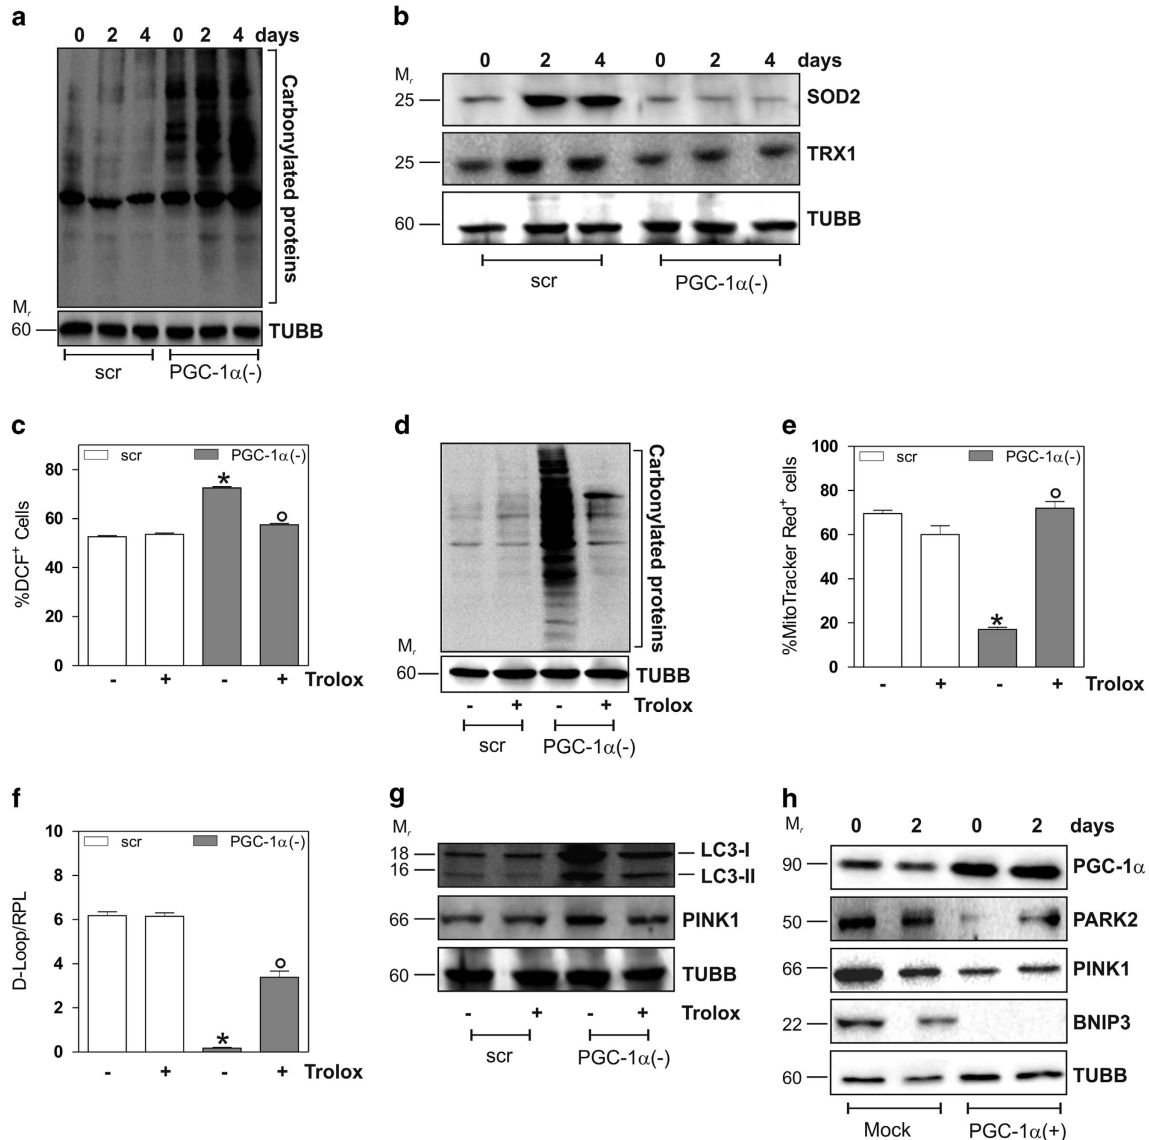 a
0 2 4 0 2 4 days
Carbonylated proteins
Mr
60
TUBB
scr PGC-1α(-)
b
0 2 4 0 2 4 days
Mr
25 SOD2
25 TRX1
60 TUBB
scr PGC-1α(-)
c
scr PGC-1α(-)
%DCF+ Cells
80
60
40
20
0
* °
- + - + Trolox
d
Carbonylated proteins
Mr
60 TUBB
- + - + Trolox
scr PGC-1α(-)
e
scr PGC-1α(-)
%MitoTracker Red+ cells
100
80
60
40
20
0
* °
- + - + Trolox
f
scr PGC-1α(-)
D-Loop/RPL
10
8
6
4
2
0
* °
- + - + Trolox
g
Mr
18 LC3-I
16 LC3-II
66 PINK1
60 TUBB
- + - + Trolox
scr PGC-1α(-)
h
Mr 0 2 0 2 days
90 PGC-1α
50 PARK2
66 PINK1
22 BNIP3
60 TUBB
Mock PGC-1α(+)